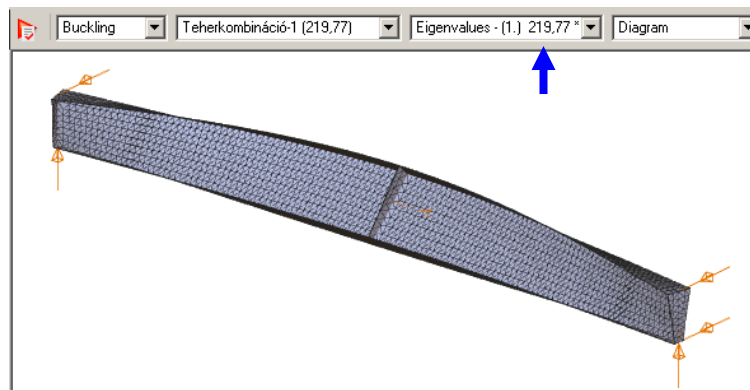 Buckling Teherkombináció-1 (219,77) Eigenvalues - (1.) 219,77 * Diagram